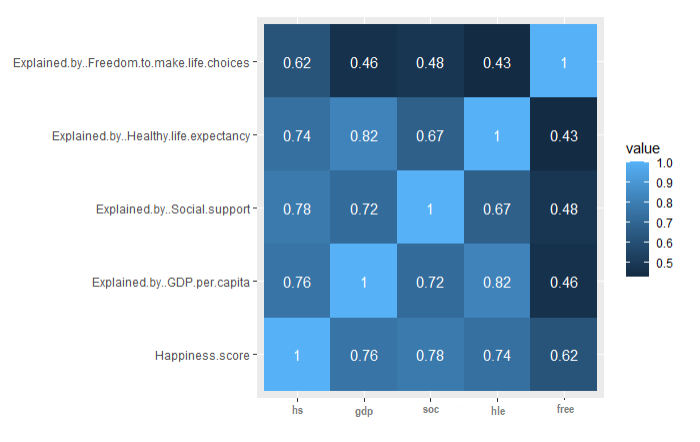 Explained.by..Freedom.to.make.life.choices 0.62 0.46 0.48 0.43 1
Explained.by..Healthy.life.expectancy 0.74 0.82 0.67 1 0.43
Explained.by..Social.support 0.78 0.72 1 0.67 0.48
Explained.by..GDP.per.capita 0.76 1 0.72 0.82 0.46
Happiness.score 1 0.76 0.78 0.74 0.62
hs gdp soc hle free
value
1.0
0.9
0.8
0.7
0.6
0.5